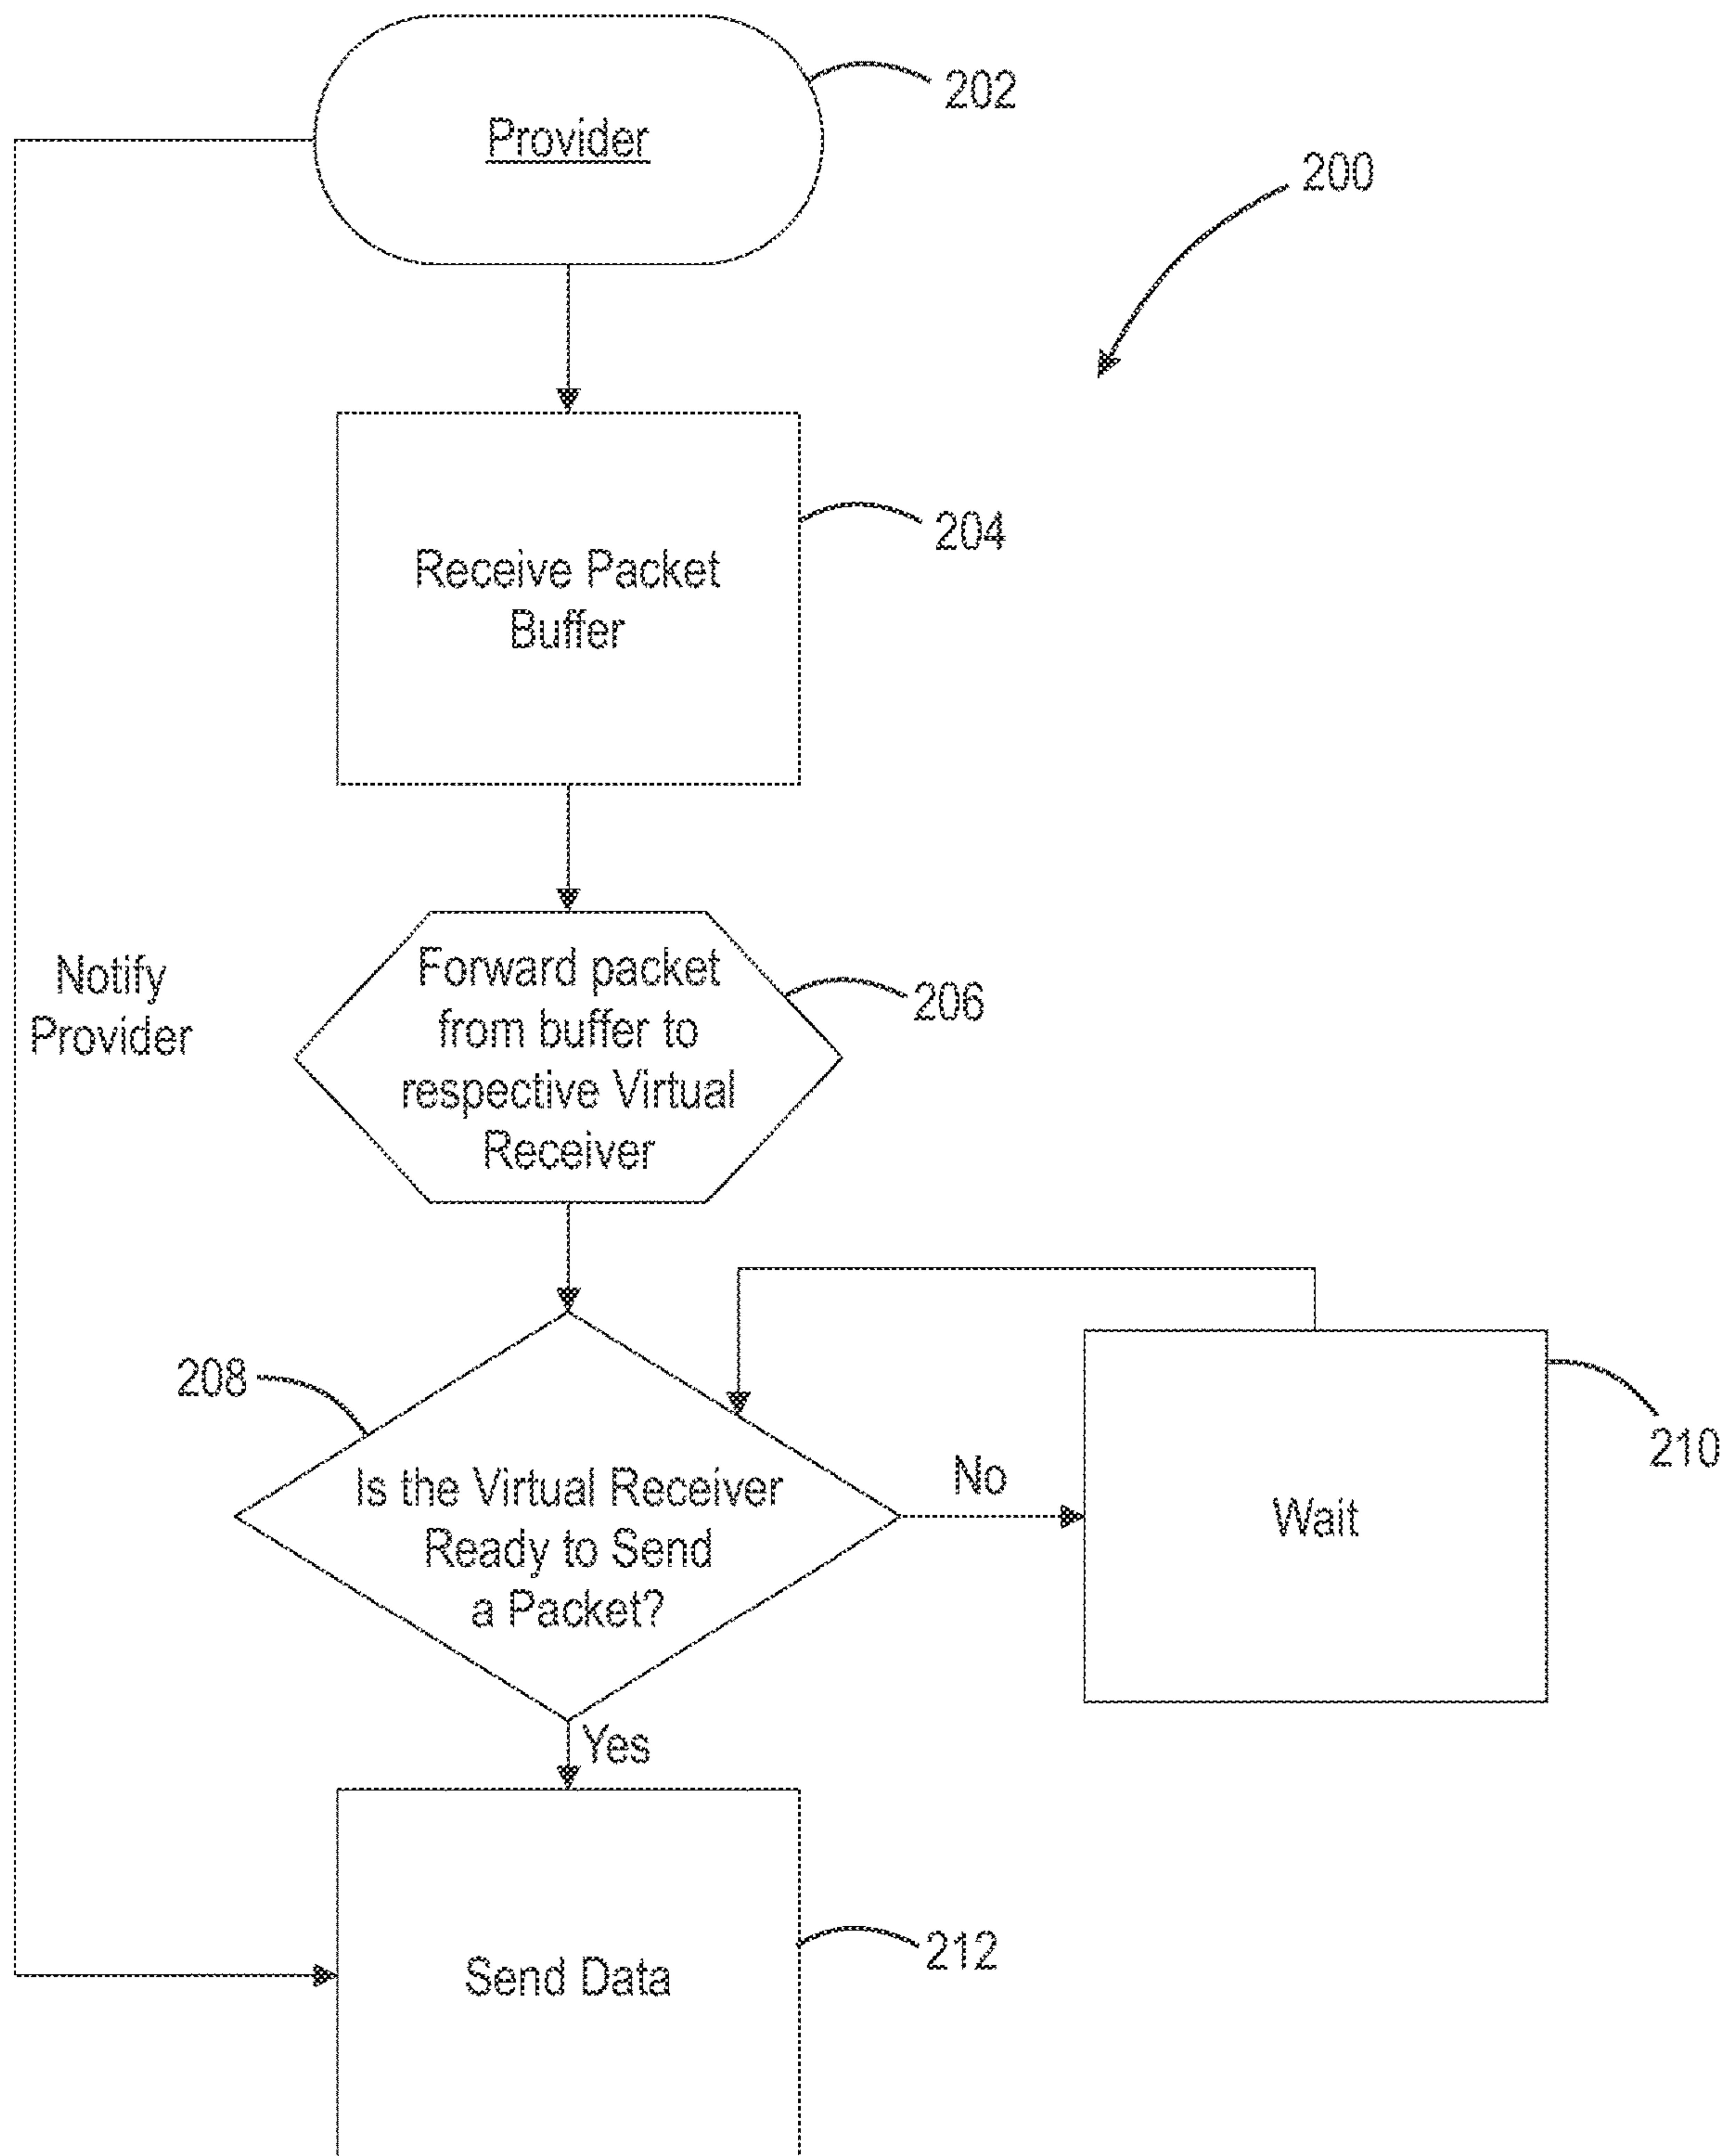 Provider
202
200
Receive Packet
Buffer
204
Notify
Provider
Forward packet
from buffer to
respective Virtual
Receiver
206
208
Is the Virtual Receiver
Ready to Send
a Packet?
No
Wait
210
Yes
Send Data
212